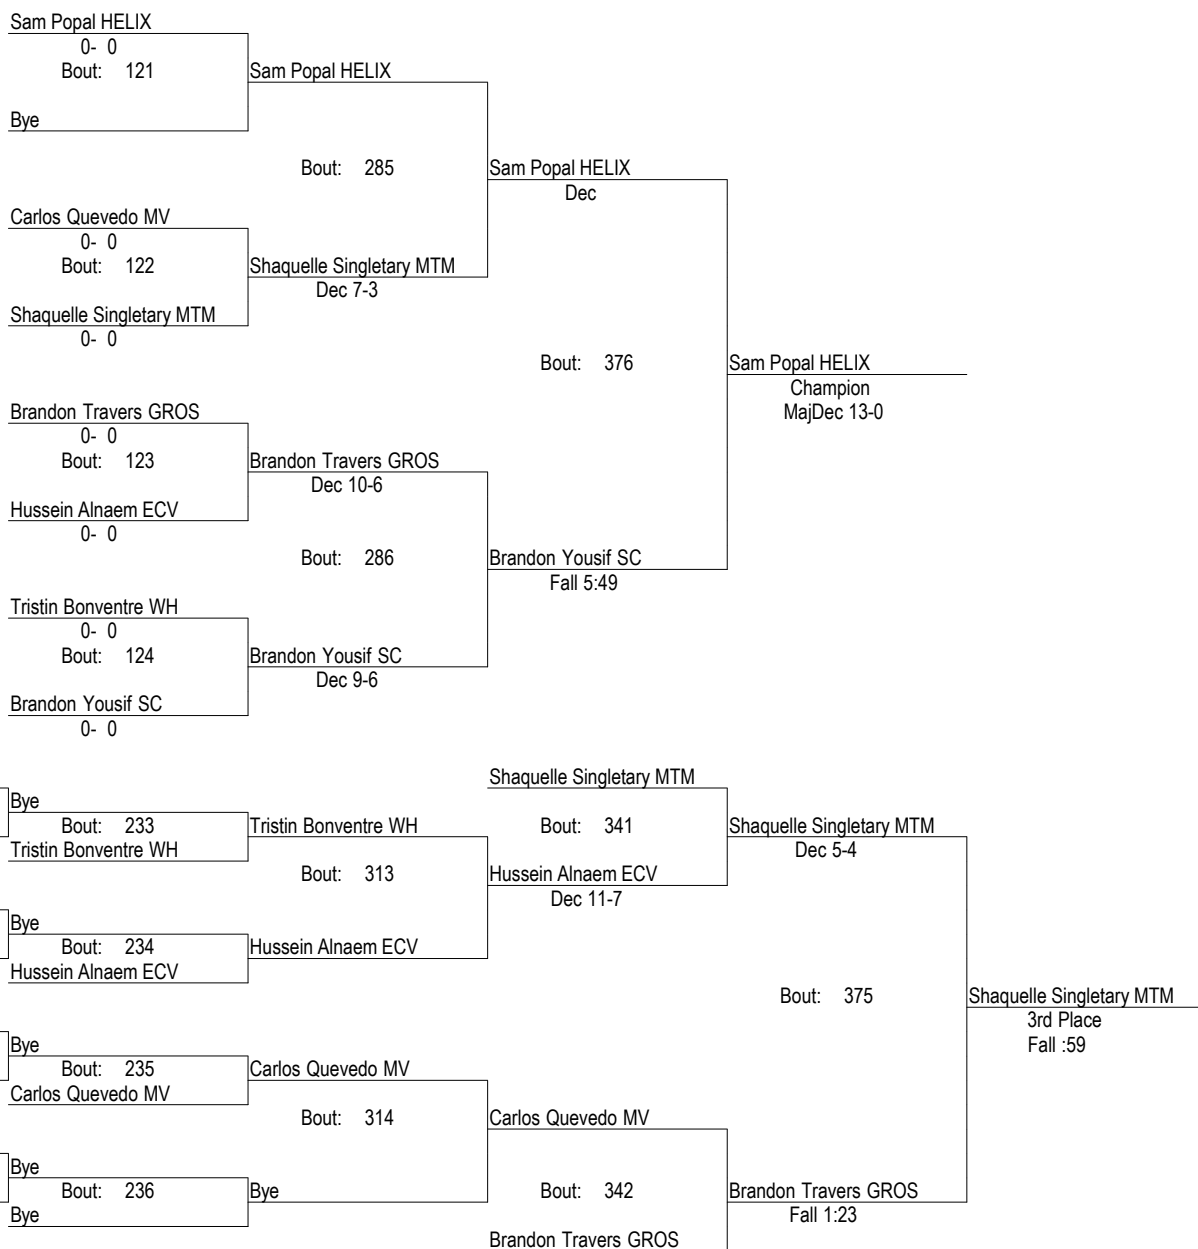 Sam Popal HELIX
0- 0
Bout: 121
Sam Popal HELIX
Bye
Bout: 285
Sam Popal HELIX
Dec
Carlos Quevedo MV
0- 0
Bout: 122
Shaquelle Singletary MTM
Dec 7-3
Shaquelle Singletary MTM
0- 0
Bout: 376
Sam Popal HELIX
Champion
MajDec 13-0
Brandon Travers GROS
0- 0
Bout: 123
Brandon Travers GROS
Dec 10-6
Hussein Alnaem ECV
0- 0
Bout: 286
Brandon Yousif SC
Fall 5:49
Tristin Bonventre WH
0- 0
Bout: 124
Brandon Yousif SC
Dec 9-6
Brandon Yousif SC
0- 0
Shaquelle Singletary MTM
Bye
Bout: 233
Tristin Bonventre WH
Bout: 341
Shaquelle Singletary MTM
Dec 5-4
Tristin Bonventre WH
Bout: 313
Hussein Alnaem ECV
Dec 11-7
Bye
Bout: 234
Hussein Alnaem ECV
Hussein Alnaem ECV
Bout: 375
Shaquelle Singletary MTM
3rd Place
Fall :59
Bye
Bout: 235
Carlos Quevedo MV
Carlos Quevedo MV
Bout: 314
Carlos Quevedo MV
Bye
Bout: 236
Bye
Bout: 342
Brandon Travers GROS
Fall 1:23
Bye
Brandon Travers GROS